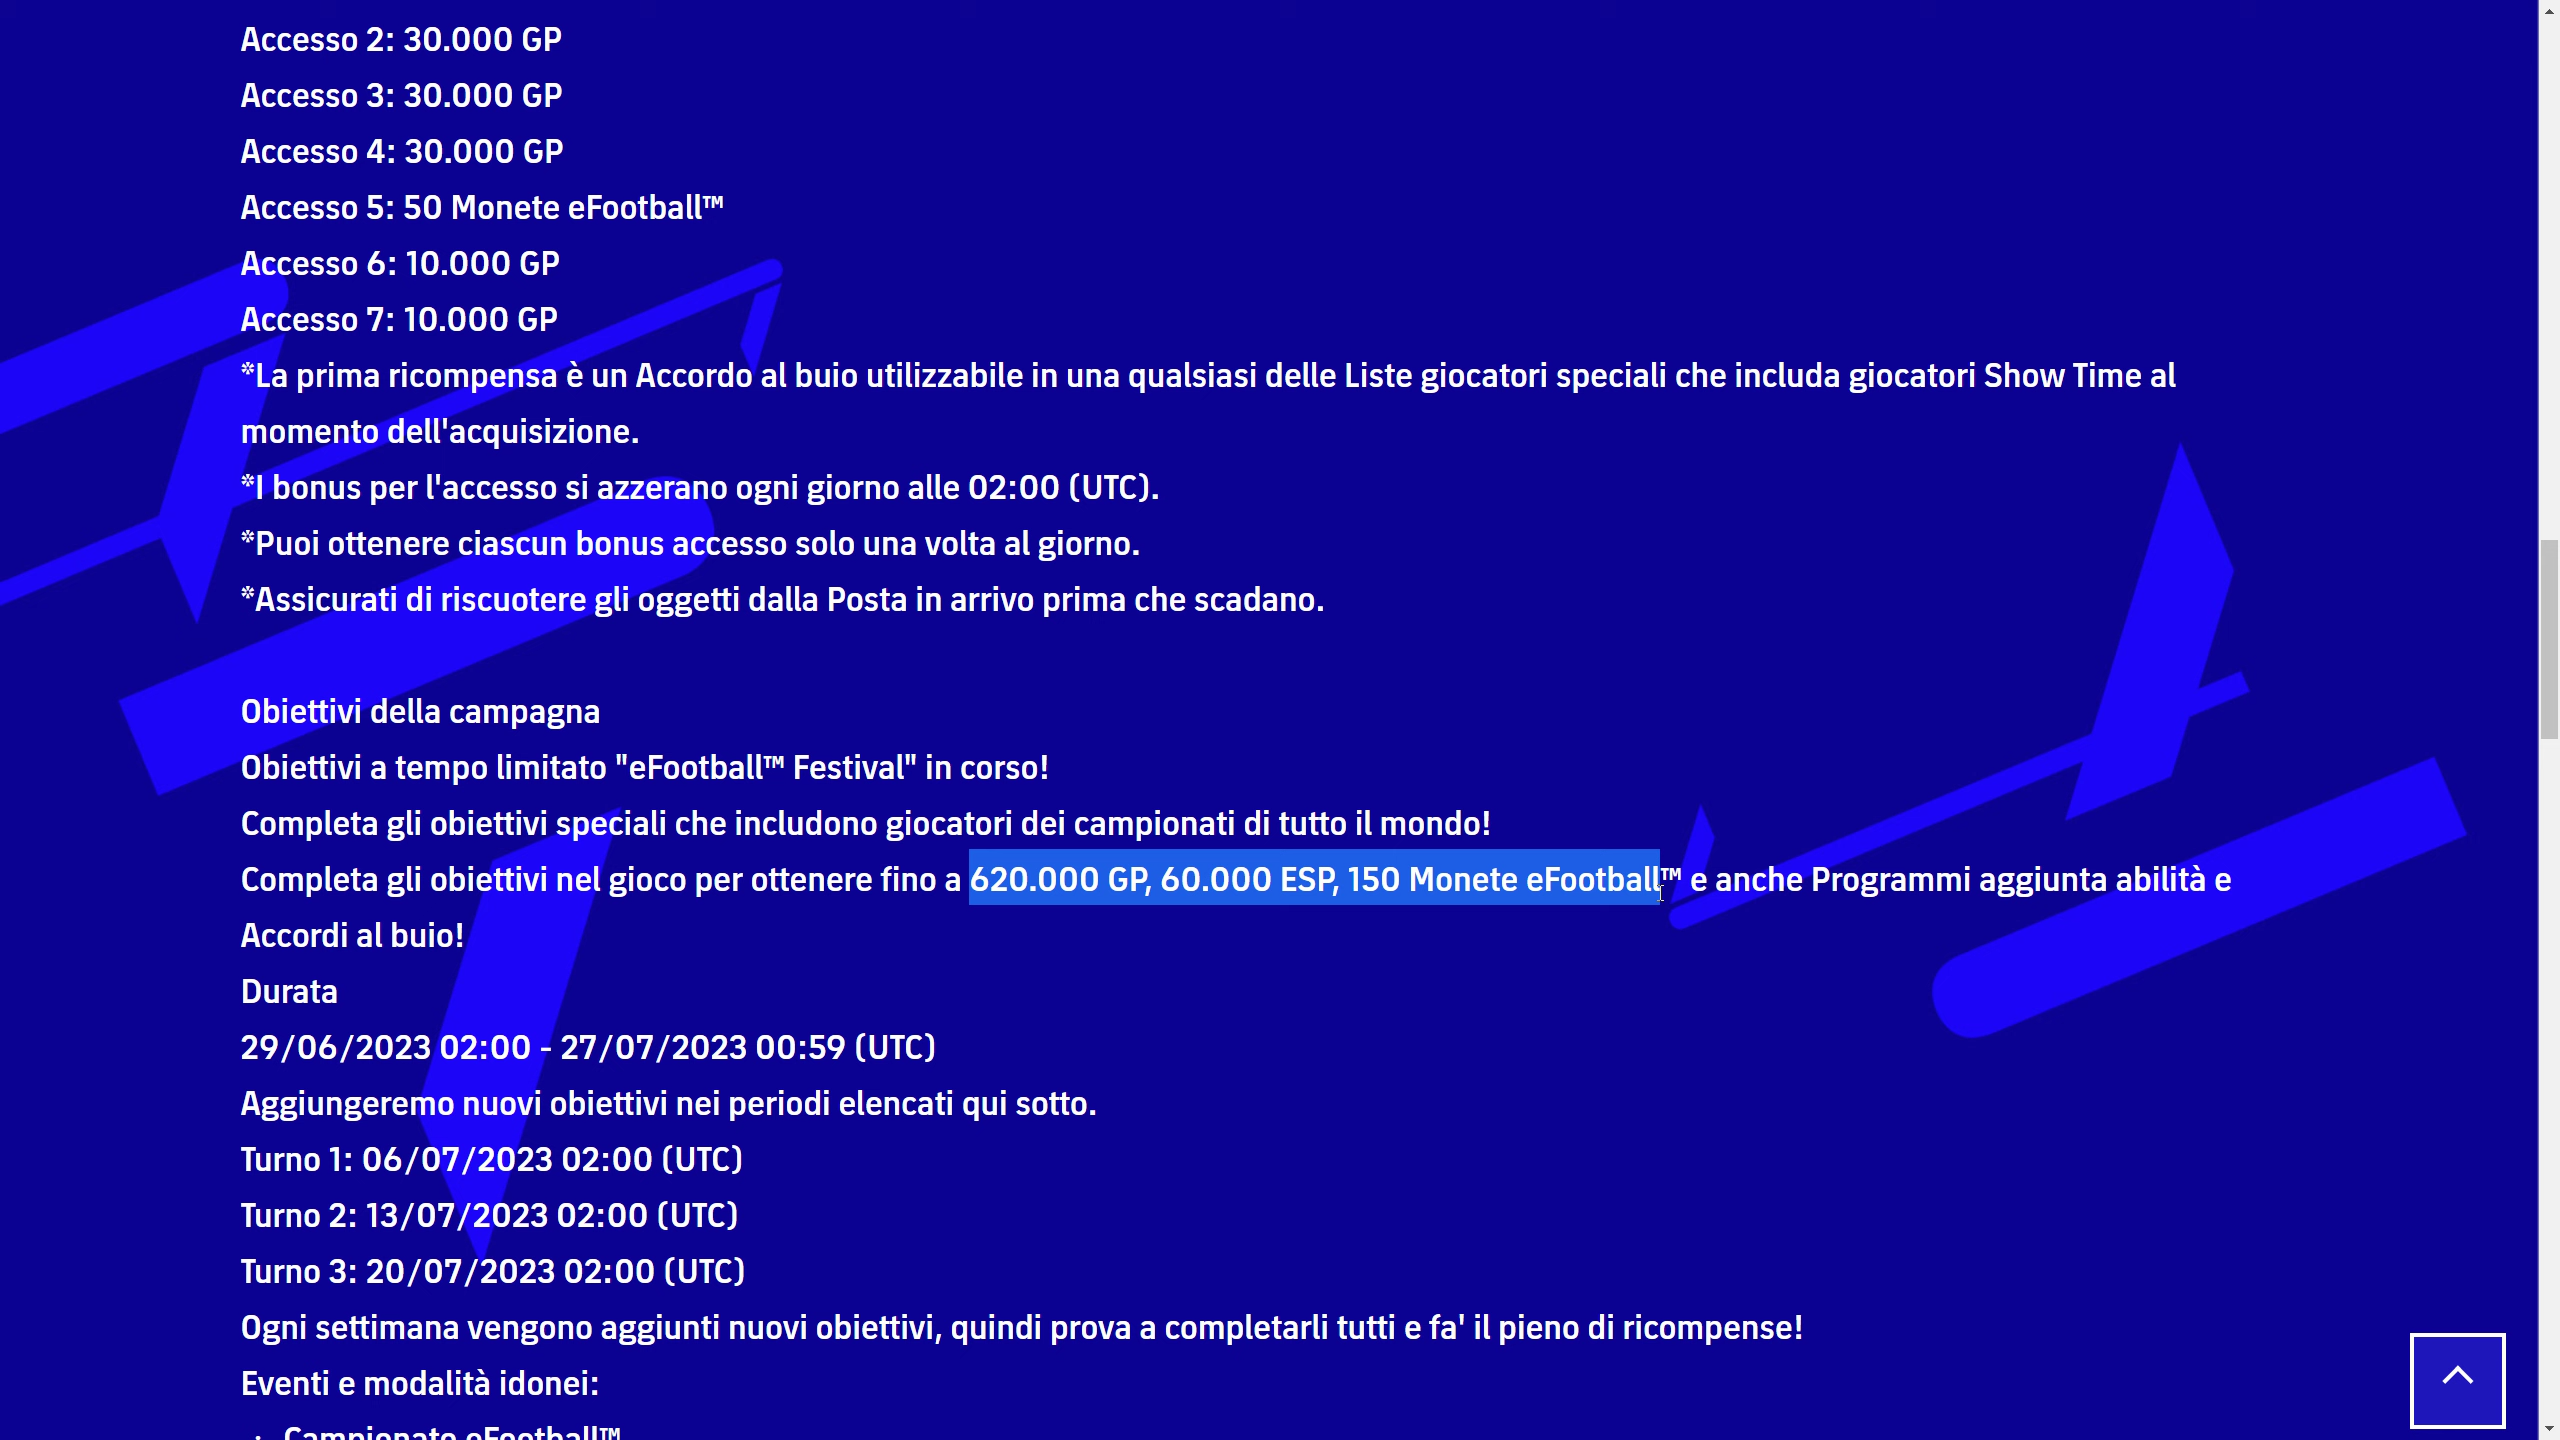 Accesso 2: 30.000 GP
Accesso 3: 30.000 GP
Accesso 4: 30.000 GP
Accesso 5: 50 Monete eFootball™
Accesso 6: 10.000 GP
Accesso 7: 10.000 GP
*La prima ricompensa è un Accordo al buio utilizzabile in una qualsiasi delle Liste giocatori speciali che includa giocatori Show Time al
momento dell'acquisizione.
*I bonus per l'accesso si azzerano ogni giorno alle 02:00 (UTC).
*Puoi ottenere ciascun bonus accesso solo una volta al giorno.
*Assicurati di riscuotere gli oggetti dalla Posta in arrivo prima che scadano.
Obiettivi della campagna
Obiettivi a tempo limitato "eFootball™ Festival" in corso!
Completa gli obiettivi speciali che includono giocatori dei campionati di tutto il mondo!
Completa gli obiettivi nel gioco per ottenere fino a 620.000 GP, 60.000 ESP, 150 Monete eFootball™ e anche Programmi aggiunta abilità e
Accordi al buio!
Durata
29/06/2023 02:00 - 27/07/2023 00:59 (UTC)
Aggiungeremo nuovi obiettivi nei periodi elencati qui sotto.
Turno 1: 06/07/2023 02:00 (UTC)
Turno 2: 13/07/2023 02:00 (UTC)
Turno 3: 20/07/2023 02:00 (UTC)
Ogni settimana vengono aggiunti nuovi obiettivi, quindi prova a completarli tutti e fa' il pieno di ricompense!
Eventi e modalità idonei:
· Campionato eFootball™